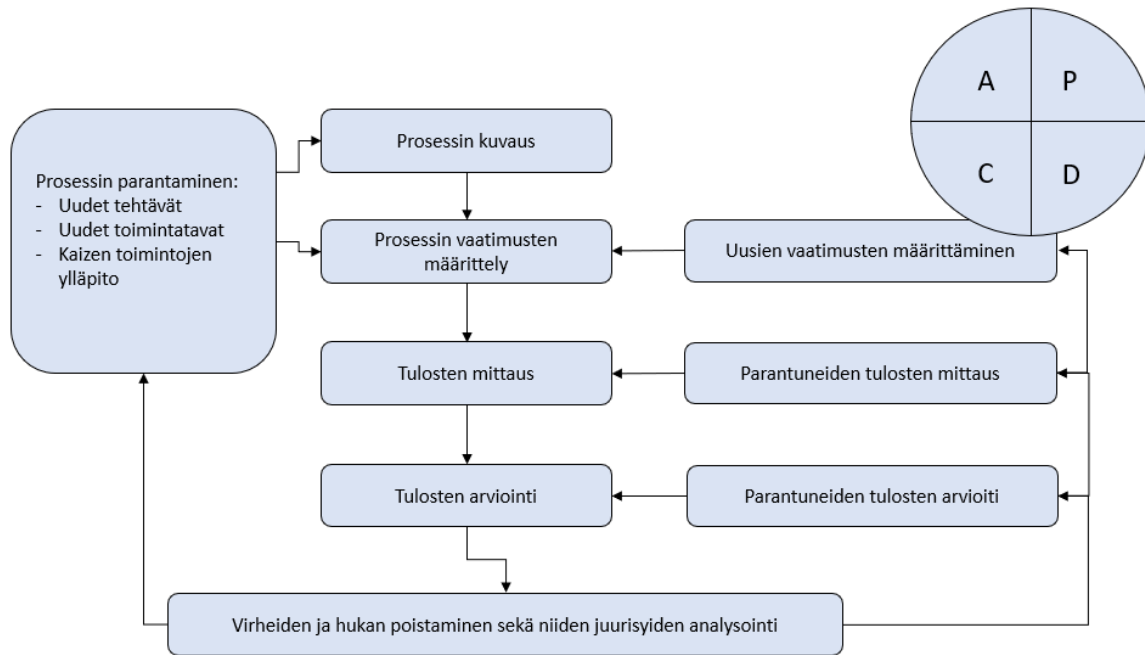 A
P
C
D
Prosessin parantaminen:
- Uudet tehtävät
- Uudet toimintatavat
- Kaizen toimintojen
ylläpito
Prosessin kuvaus
Prosessin vaatimusten
määrittely
Uusien vaatimusten määrittäminen
Tulosten mittaus
Parantuneiden tulosten mittaus
Tulosten arviointi
Parantuneiden tulosten arvioiti
Virheiden ja hukan poistaminen sekä niiden juurisyiden analysointi